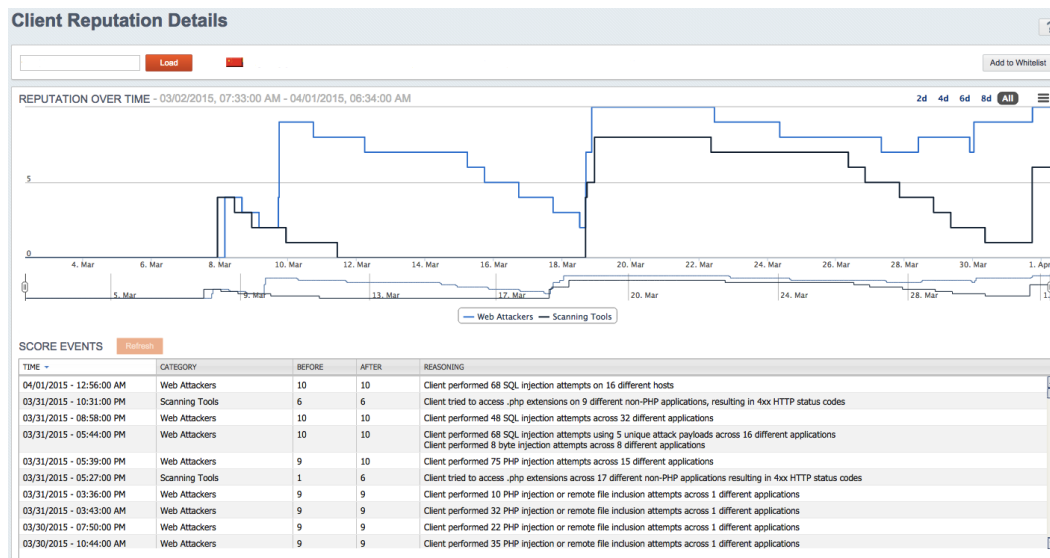 Client Reputation Details
?
Load
Add to Whitelist
REPUTATION OVER TIME - 03/02/2015, 07:33:00 AM - 04/01/2015, 06:34:00 AM
2d 4d 6d 8d All
5
0
4. Mar 6. Mar 8. Mar 10. Mar 12. Mar 14. Mar 16. Mar 18. Mar 20. Mar 22. Mar 24. Mar 26. Mar 28. Mar 30. Mar 1. Apr
5. Mar 9. Mar 13. Mar 17. Mar 20. Mar 24. Mar 28. Mar
Web Attackers Scanning Tools
SCORE EVENTS Refresh
TIME CATEGORY BEFORE AFTER REASONING
04/01/2015 - 12:56:00 AM Web Attackers 10 10 Client performed 68 SQL injection attempts on 16 different hosts
03/31/2015 - 10:31:00 PM Scanning Tools 6 6 Client tried to access .php extensions on 9 different non-PHP applications, resulting in 4xx HTTP status codes
03/31/2015 - 08:58:00 PM Web Attackers 10 10 Client performed 48 SQL injection attempts across 32 different applications
03/31/2015 - 05:44:00 PM Web Attackers 10 10 Client performed 68 SQL injection attempts using 5 unique attack payloads across 16 different applications
Client performed 8 byte injection attempts across 8 different applications
03/31/2015 - 05:39:00 PM Web Attackers 9 10 Client performed 75 PHP injection attempts across 15 different applications
03/31/2015 - 05:27:00 PM Scanning Tools 1 6 Client tried to access .php extensions across 17 different non-PHP applications resulting in 4xx HTTP status codes
03/31/2015 - 03:36:00 PM Web Attackers 9 9 Client performed 10 PHP injection or remote file inclusion attempts across 1 different applications
03/31/2015 - 03:43:00 AM Web Attackers 9 9 Client performed 32 PHP injection or remote file inclusion attempts across 1 different applications
03/30/2015 - 07:50:00 PM Web Attackers 9 9 Client performed 22 PHP injection or remote file inclusion attempts across 1 different applications
03/30/2015 - 10:44:00 AM Web Attackers 9 9 Client performed 35 PHP injection or remote file inclusion attempts across 1 different applications